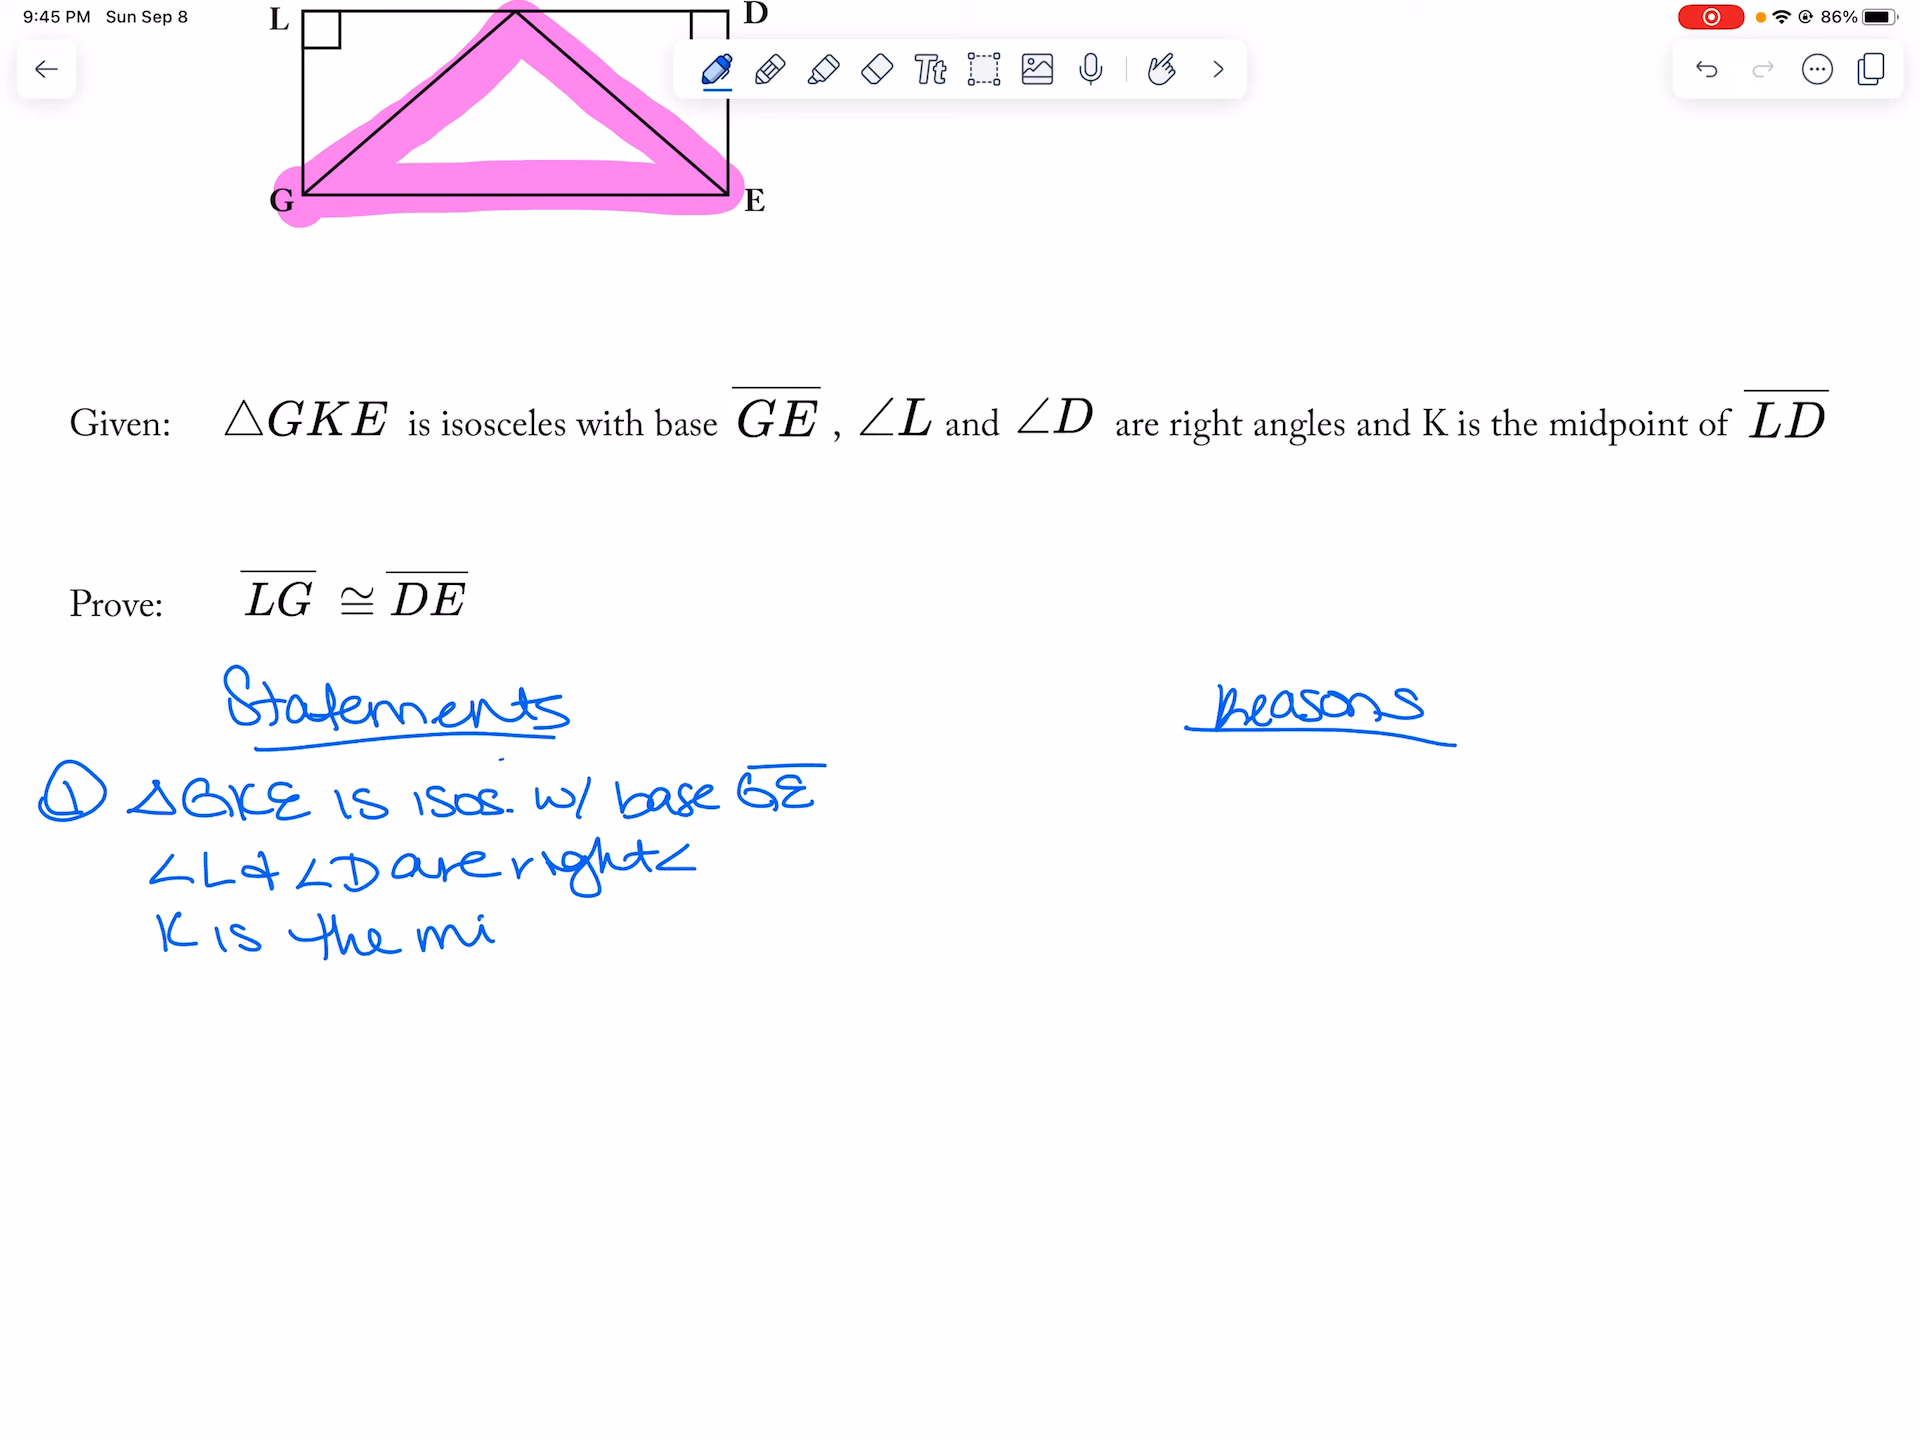 9:45 PM Sun Sep 8
86%
L
D
Tt
G
E
Given: △GKE is isosceles with base GE , ∠L and ∠D are right angles and K is the midpoint of LD
Prove: LG ≅ DE
Statements
Reasons
① △GKE is isos. w/ base GE
∠L & ∠D are right ∠
K is the mi